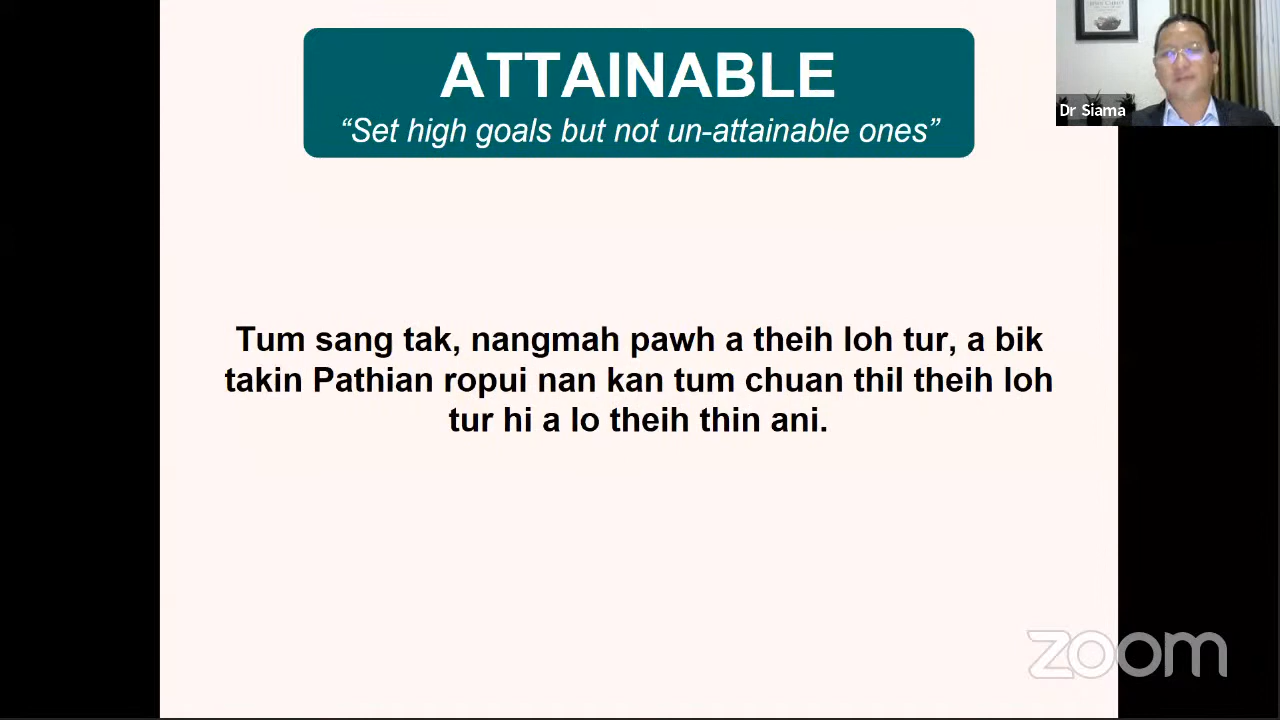 ATTAINABLE
“Set high goals but not un-attainable ones”
Dr Siama
Tum sang tak, nangmah pawh a theih loh tur, a bik
takin Pathian ropui nan kan tum chuan thil theih loh
tur hi a lo theih thin ani.
zoom